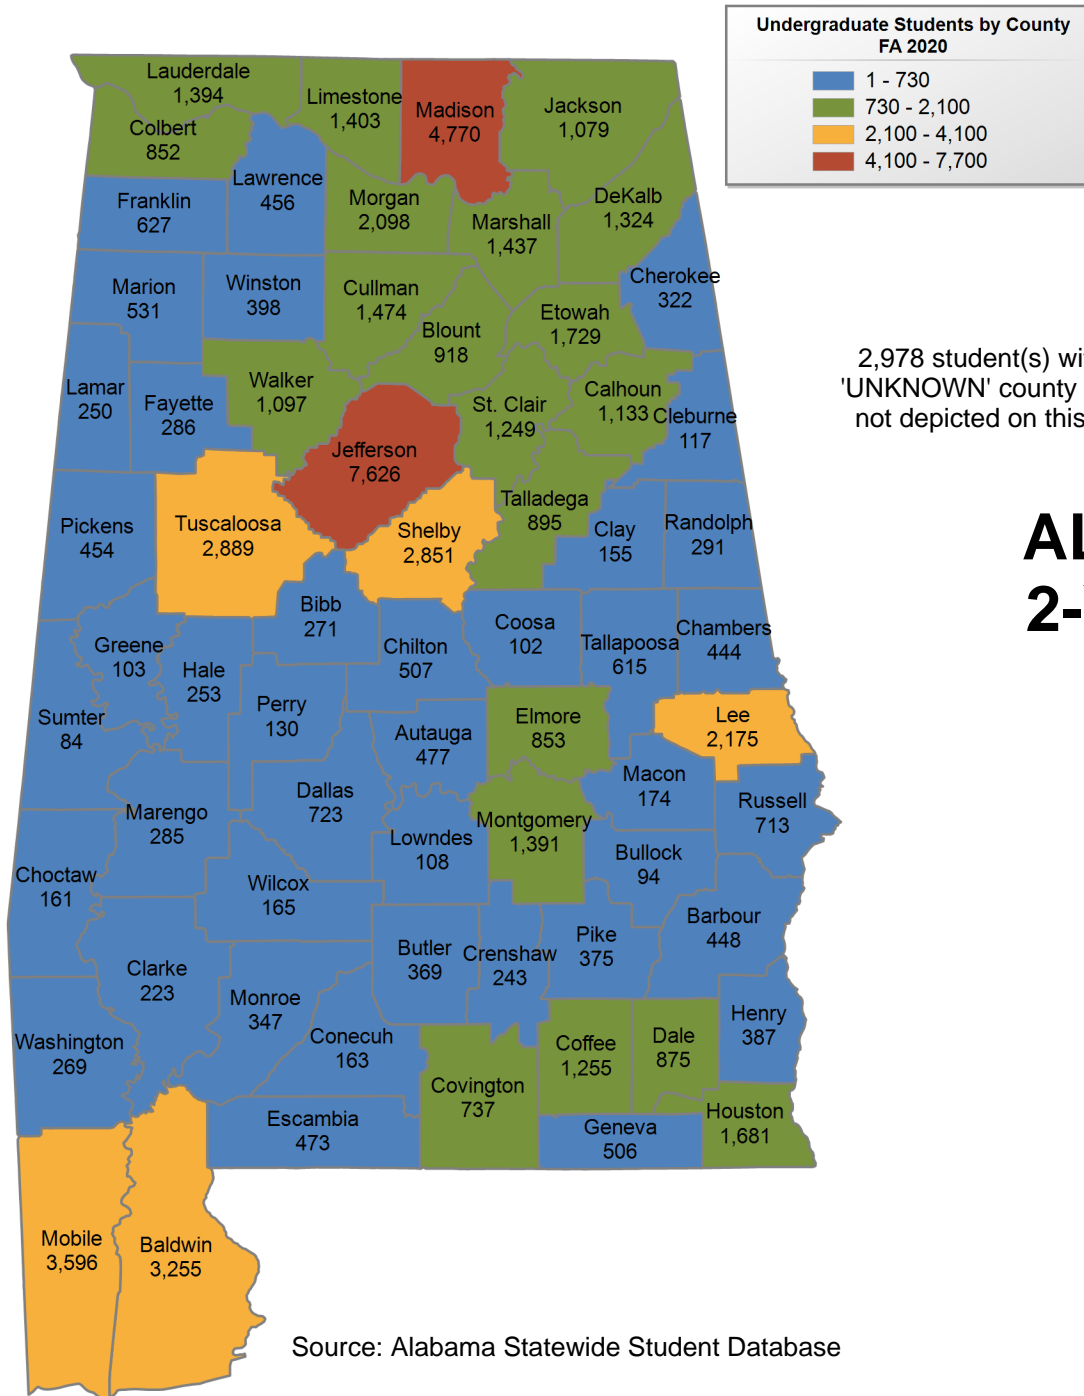 Undergraduate Students by County
FA 2020
1 - 730
730 - 2,100
2,100 - 4,100
4,100 - 7,700
Lauderdale
1,394
Limestone
1,403
Madison
4,770
Jackson
1,079
Colbert
852
Lawrence
456
Franklin
627
Morgan
2,098
Marshall
1,437
DeKalb
1,324
Cherokee
322
Marion
531
Winston
398
Cullman
1,474
Blount
918
Etowah
1,729
2,978 student(s) wi
'UNKNOWN' county
not depicted on this
Lamar
250
Fayette
286
Walker
1,097
St. Clair
1,249
Calhoun
1,133
Cleburne
117
Jefferson
7,626
Pickens
454
Tuscaloosa
2,889
Shelby
2,851
Talladega
895
Clay
155
Randolph
291
AL
2-
Bibb
271
Greene
103
Hale
253
Chilton
507
Coosa
102
Tallapoosa
615
Chambers
444
Sumter
84
Perry
130
Autauga
477
Elmore
853
Lee
2,175
Marengo
285
Dallas
723
Lowndes
108
Montgomery
1,391
Macon
174
Russell
713
Choctaw
161
Wilcox
165
Bullock
94
Barbour
448
Clarke
223
Monroe
347
Butler
369
Crenshaw
243
Pike
375
Washington
269
Conecuh
163
Henry
387
Coffee
1,255
Dale
875
Covington
737
Escambia
473
Geneva
506
Houston
1,681
Mobile
3,596
Baldwin
3,255
Source: Alabama Statewide Student Database